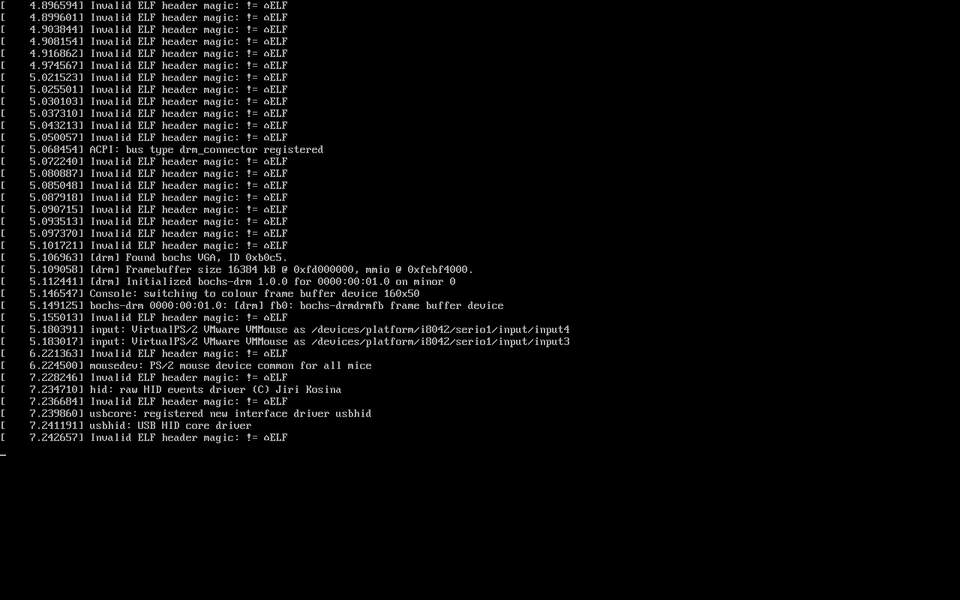 [    4.896594] Invalid ELF header magic: != ⌂ELF
[    4.899601] Invalid ELF header magic: != ⌂ELF
[    4.903844] Invalid ELF header magic: != ⌂ELF
[    4.908154] Invalid ELF header magic: != ⌂ELF
[    4.916862] Invalid ELF header magic: != ⌂ELF
[    4.974567] Invalid ELF header magic: != ⌂ELF
[    5.021523] Invalid ELF header magic: != ⌂ELF
[    5.025501] Invalid ELF header magic: != ⌂ELF
[    5.030103] Invalid ELF header magic: != ⌂ELF
[    5.037310] Invalid ELF header magic: != ⌂ELF
[    5.043213] Invalid ELF header magic: != ⌂ELF
[    5.050057] Invalid ELF header magic: != ⌂ELF
[    5.068454] ACPI: bus type drm_connector registered
[    5.072240] Invalid ELF header magic: != ⌂ELF
[    5.080887] Invalid ELF header magic: != ⌂ELF
[    5.085048] Invalid ELF header magic: != ⌂ELF
[    5.087918] Invalid ELF header magic: != ⌂ELF
[    5.090715] Invalid ELF header magic: != ⌂ELF
[    5.093513] Invalid ELF header magic: != ⌂ELF
[    5.097370] Invalid ELF header magic: != ⌂ELF
[    5.101721] Invalid ELF header magic: != ⌂ELF
[    5.106963] [drm] Found bochs VGA, ID 0xb0c5.
[    5.109058] [drm] Framebuffer size 16384 kB @ 0xfd000000, mmio @ 0xfebf4000.
[    5.112441] [drm] Initialized bochs-drm 1.0.0 for 0000:00:01.0 on minor 0
[    5.146547] Console: switching to colour frame buffer device 160x50
[    5.149125] bochs-drm 0000:00:01.0: [drm] fb0: bochs-drmdrmfb frame buffer device
[    5.155013] Invalid ELF header magic: != ⌂ELF
[    5.180391] input: VirtualPS/2 VMware VMMouse as /devices/platform/i8042/serio1/input/input4
[    5.183017] input: VirtualPS/2 VMware VMMouse as /devices/platform/i8042/serio1/input/input3
[    6.221363] Invalid ELF header magic: != ⌂ELF
[    6.224500] mousedev: PS/2 mouse device common for all mice
[    7.228246] Invalid ELF header magic: != ⌂ELF
[    7.234710] hid: raw HID events driver (C) Jiri Kosina
[    7.236684] Invalid ELF header magic: != ⌂ELF
[    7.239860] usbcore: registered new interface driver usbhid
[    7.241191] usbhid: USB HID core driver
[    7.242657] Invalid ELF header magic: != ⌂ELF